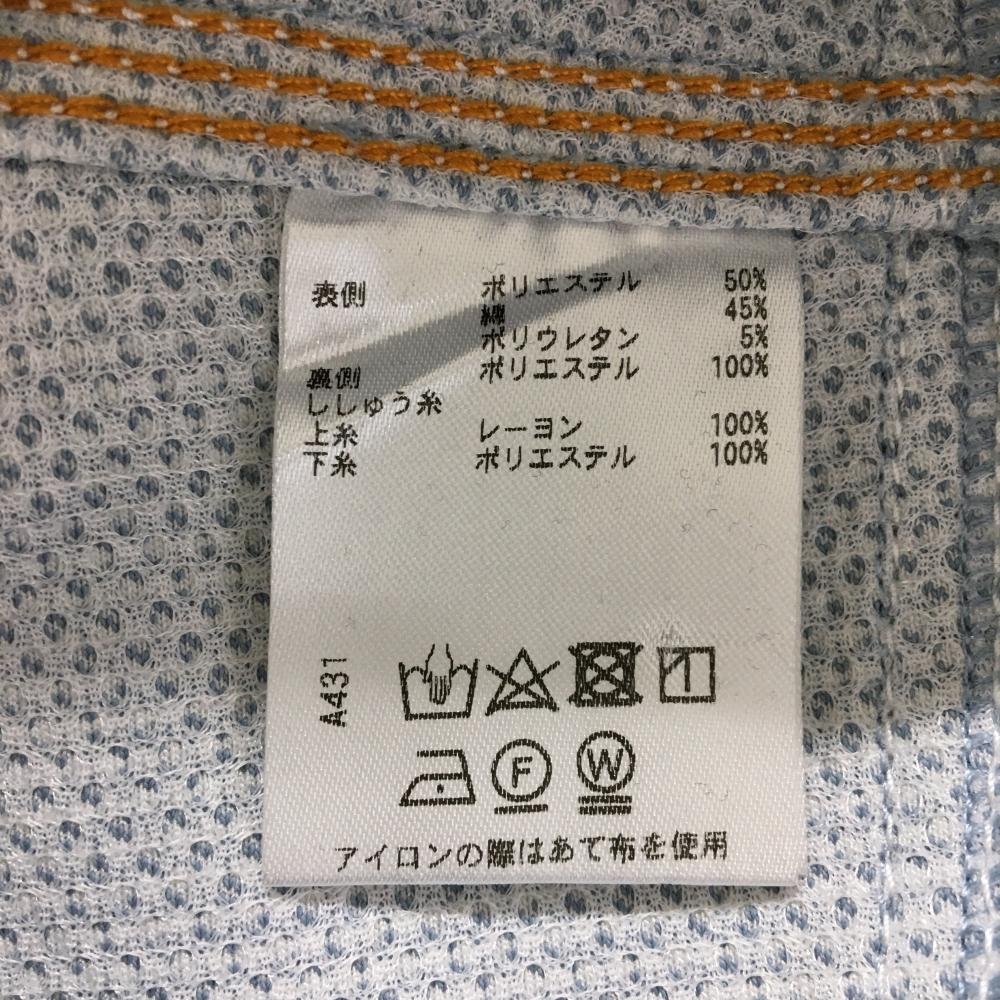 表側 ポリエステル 50%
綿 45%
ポリウレタン 5%
裏側 ポリエステル 100%
ししゅう糸
上糸 レーヨン 100%
下糸 ポリエステル 100%
A431
F W
アイロンの際はあて布を使用